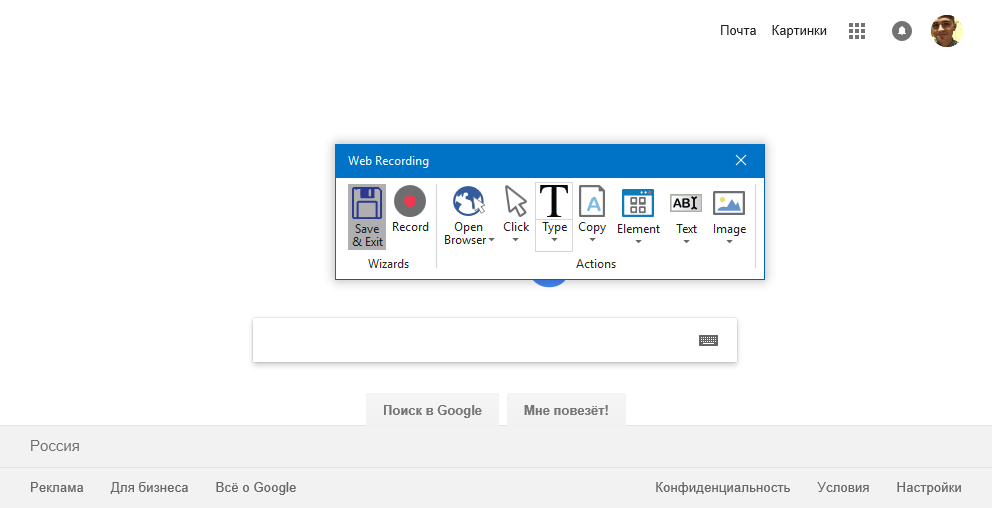 Почта Картинки
Web Recording
Save
& Exit
Record
Open
Browser
Click
T
Type
A
Copy
Element
ABI
Text
Image
Wizards
Actions
Поиск в Google Мне повезёт!
Россия
Реклама Для бизнеса Всё о Google Конфиденциальность Условия Настройки